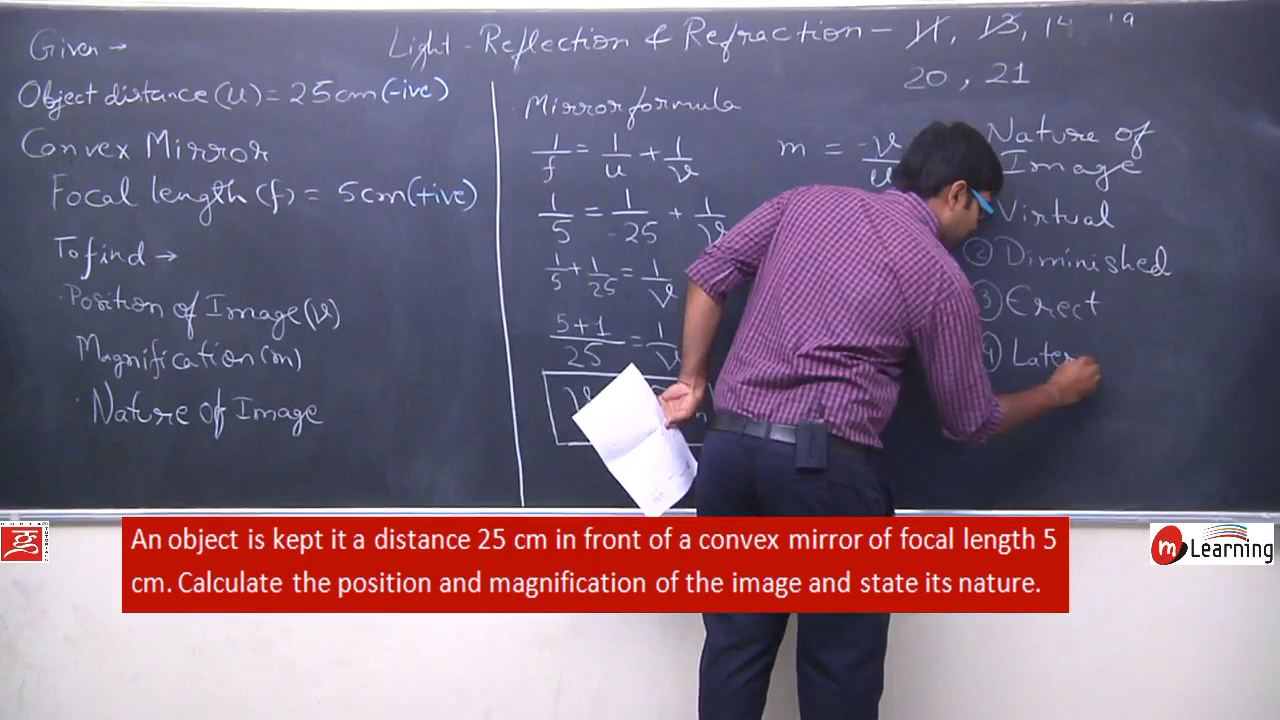 Light - Reflection & Refraction - 11, 13, 14 19
20, 21
Given →
Object distance (u) = 25cm (-ive)
Convex Mirror
Focal length (f) = 5cm (+ive)
To find →
Position of Image (v)
Magnification (m)
Nature of Image
Mirror formula
1/f = 1/u + 1/v
1/5 = 1/-25 + 1/v
1/5 + 1/25 = 1/v
5+1/25 = 1/v
m = -v/u
Nature of
Image
Virtual
② Diminished
③ Erect
④ Later
An object is kept it a distance 25 cm in front of a convex mirror of focal length 5
cm. Calculate the position and magnification of the image and state its nature.
m Learning